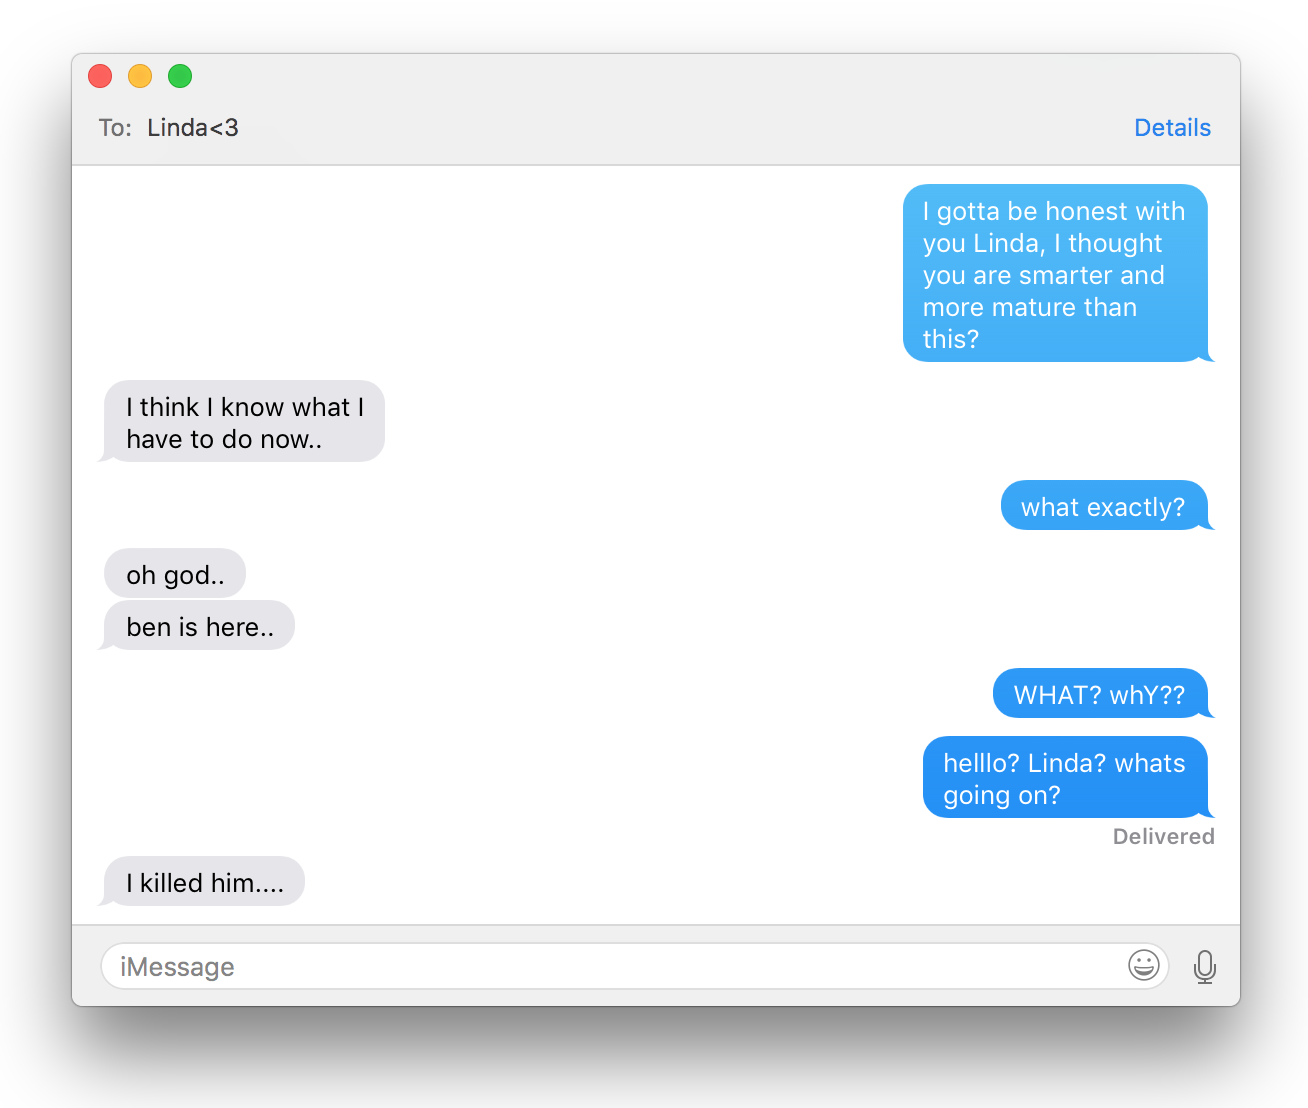 To: Linda<3
Details
I gotta be honest with
you Linda, I thought
you are smarter and
more mature than
this?
I think I know what I
have to do now..
what exactly?
oh god..
ben is here..
WHAT? whY??
helllo? Linda? whats
going on?
Delivered
I killed him....
iMessage